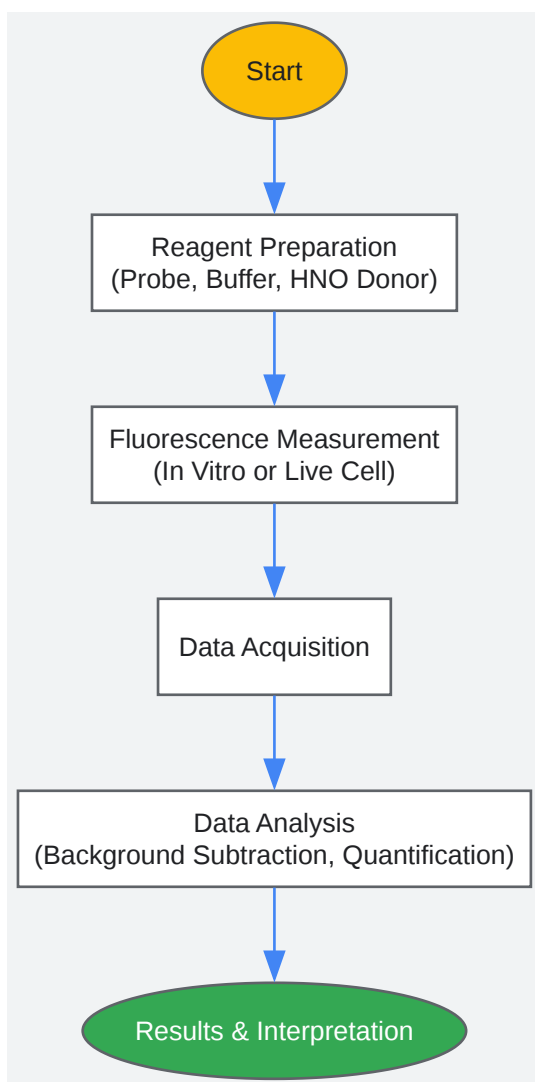 Start
Reagent Preparation
(Probe, Buffer, HNO Donor)
Fluorescence Measurement
(In Vitro or Live Cell)
Data Acquisition
Data Analysis
(Background Subtraction, Quantification)
Results & Interpretation